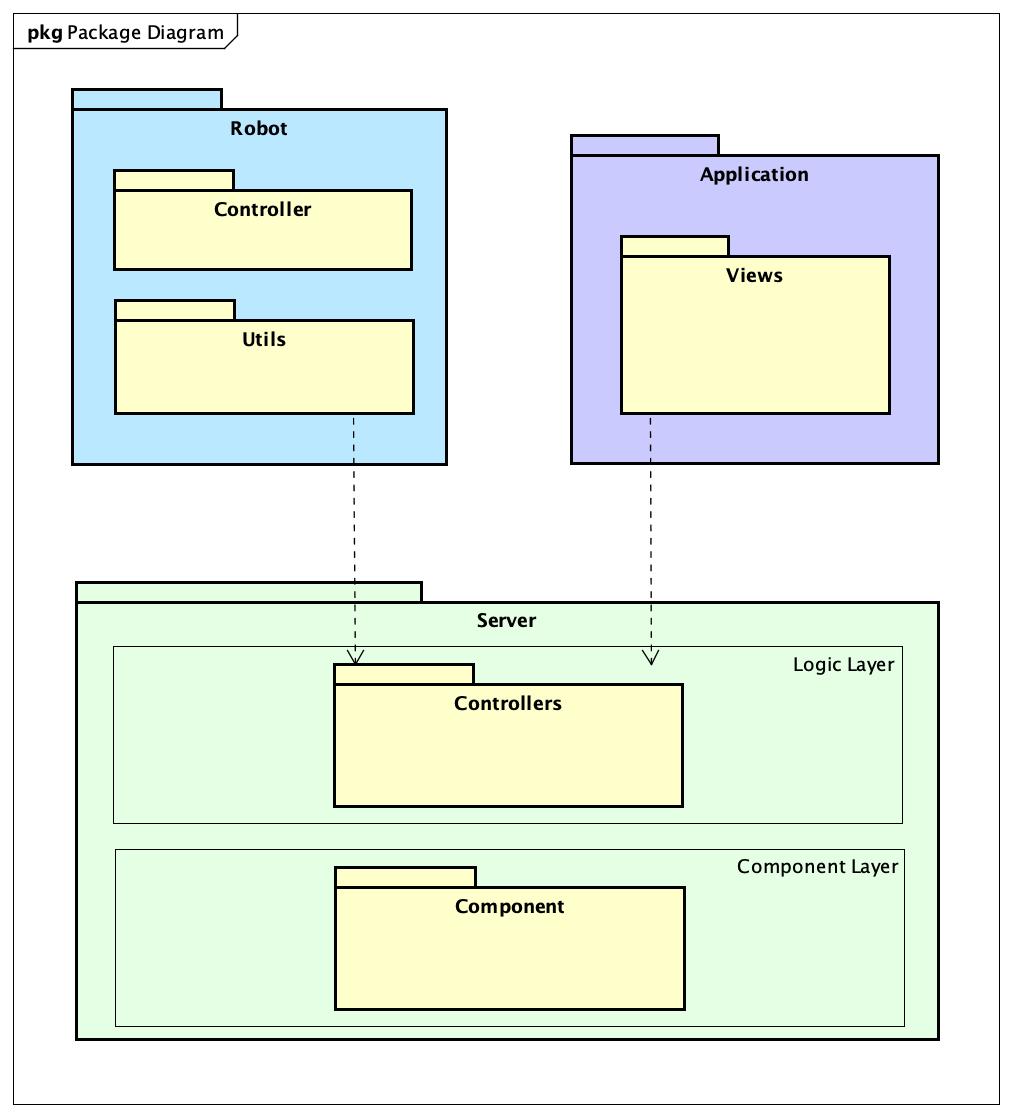 pkg Package Diagram
Robot
Controller
Utils
Application
Views
Server
Logic Layer
Controllers
Component Layer
Component